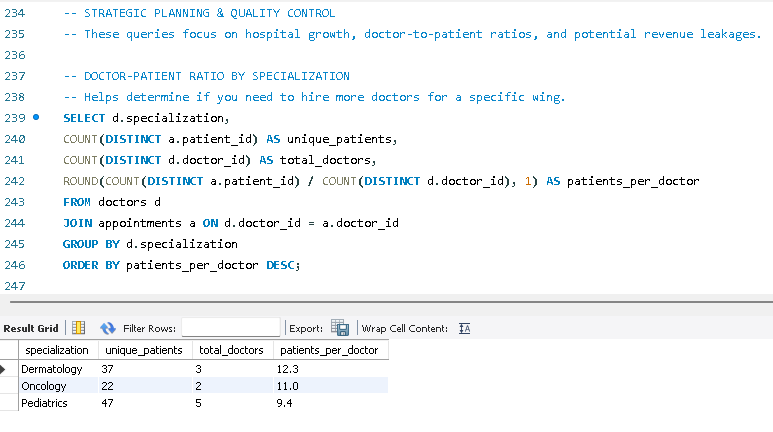 234 -- STRATEGIC PLANNING & QUALITY CONTROL
235 -- These queries focus on hospital growth, doctor-to-patient ratios, and potential revenue leakages.
236
237 -- DOCTOR-PATIENT RATIO BY SPECIALIZATION
238 -- Helps determine if you need to hire more doctors for a specific wing.
239 SELECT d.specialization,
240 COUNT(DISTINCT a.patient_id) AS unique_patients,
241 COUNT(DISTINCT d.doctor_id) AS total_doctors,
242 ROUND(COUNT(DISTINCT a.patient_id) / COUNT(DISTINCT d.doctor_id), 1) AS patients_per_doctor
243 FROM doctors d
244 JOIN appointments a ON d.doctor_id = a.doctor_id
245 GROUP BY d.specialization
246 ORDER BY patients_per_doctor DESC;
247
Result Grid Filter Rows: Export: Wrap Cell Content: IA
specialization unique_patients total_doctors patients_per_doctor
Dermatology 37 3 12.3
Oncology 22 2 11.0
Pediatrics 47 5 9.4